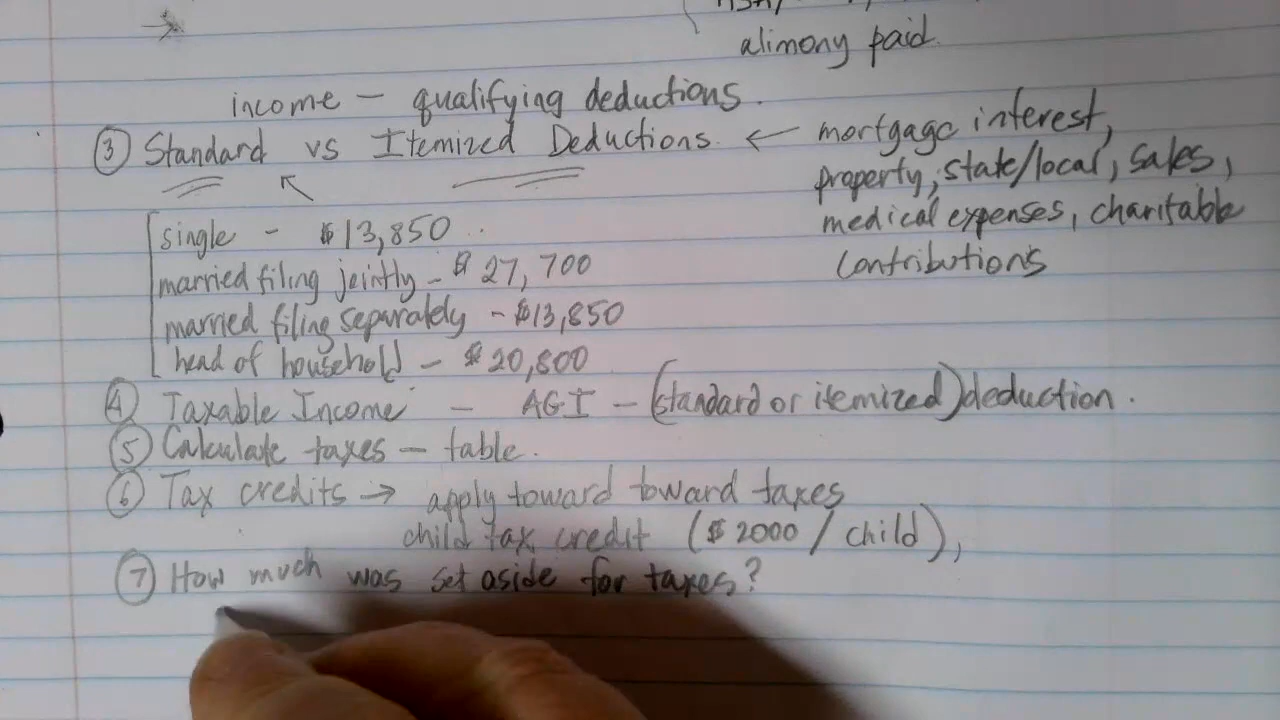 alimony paid
income – qualifying deductions.
③ Standard vs Itemized Deductions. ← mortgage interest,
property, state/local, sales,
medical expenses, charitable
contributions
single - $13,850
married filing jointly - $27,700
married filing separately - $13,850
head of household - $20,800
④ Taxable Income – AGI – (standard or itemized) deduction.
⑤ Calculate taxes – table.
⑥ Tax credits → apply toward toward taxes
child tax credit ($2000 / child),
⑦ How much was set aside for taxes?